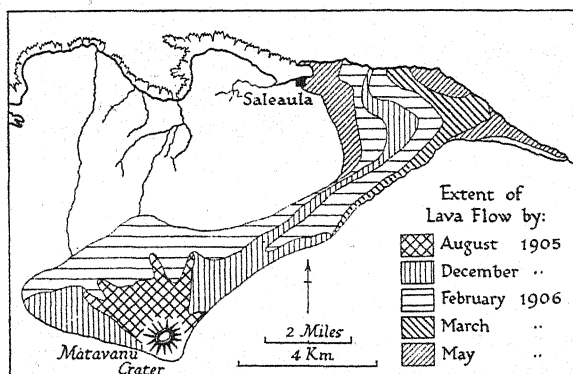 Saleaula
Extent of
Lava Flow by:
August 1905
December ..
February 1906
March ..
May ..
2 Miles
4 Km
Matavanu
Crater